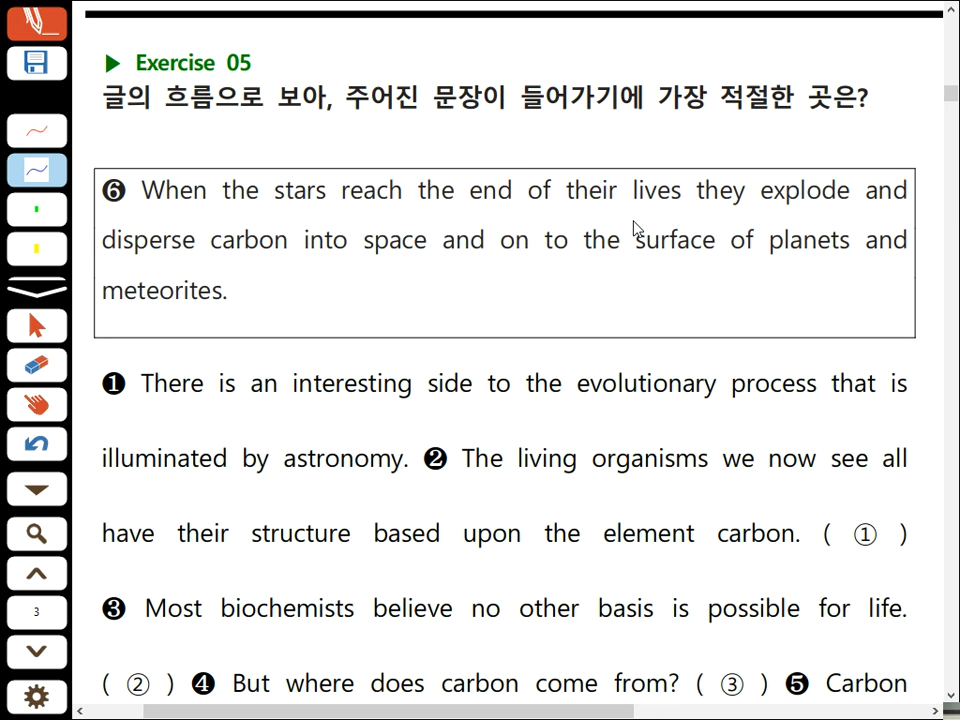 ▶ Exercise 05
글의 흐름으로 보아, 주어진 문장이 들어가기에 가장 적절한 곳은?
❻ When the stars reach the end of their lives they explode and
disperse carbon into space and on to the surface of planets and
meteorites.
❶ There is an interesting side to the evolutionary process that is
illuminated by astronomy. ❷ The living organisms we now see all
have their structure based upon the element carbon. ( ① )
❸ Most biochemists believe no other basis is possible for life.
( ② ) ❹ But where does carbon come from? ( ③ ) ❺ Carbon
3